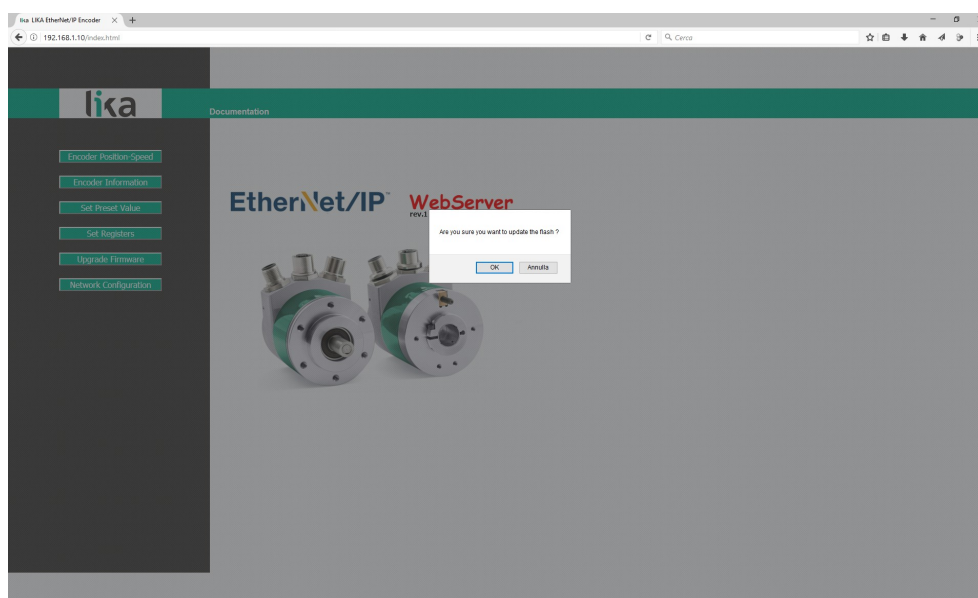 lika LIKA EtherNet/IP Encoder
192.168.1.10/index.html
Cerca
lika
Documentation
Encoder Position-Speed
Encoder Information
Set Preset Value
Set Registers
Upgrade Firmware
Network Configuration
EtherNet/IP™
WebServer
rev.1
Are you sure you want to update the flash ?
OK
Annulla